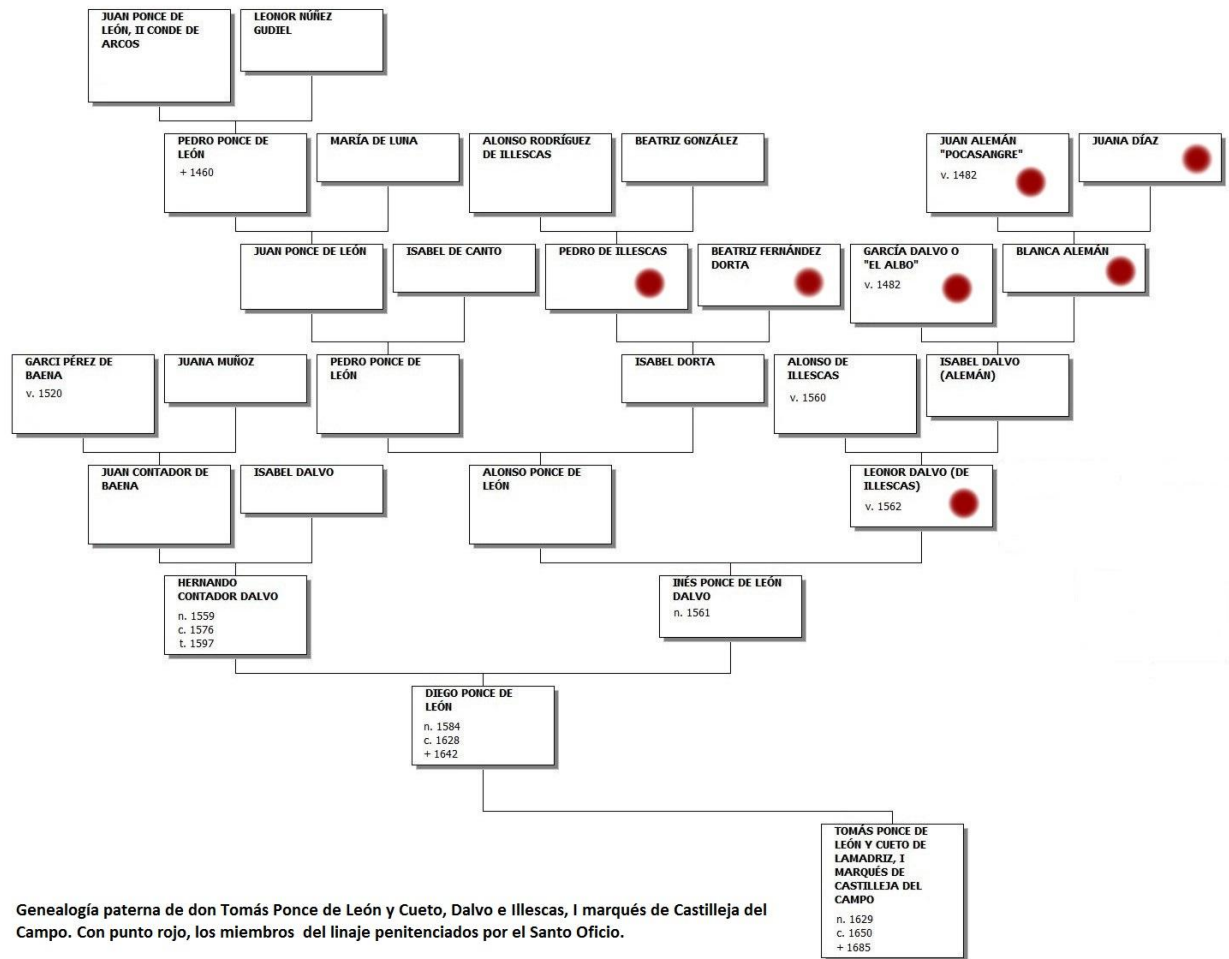 JUAN PONCE DE
LEÓN, II CONDE DE
ARCOS
LEONOR NÚÑEZ
GUDIEL
PEDRO PONCE DE
LEÓN
+ 1460
MARÍA DE LUNA
ALONSO RODRÍGUEZ
DE ILLESCAS
BEATRIZ GONZÁLEZ
JUAN ALEMÁN
"POCASANGRE"
v. 1482
JUANA DÍAZ
JUAN PONCE DE LEÓN
ISABEL DE CANTO
PEDRO DE ILLESCAS
BEATRIZ FERNÁNDEZ
DORTA
GARCÍA DALVO O
"EL ALBO"
v. 1482
BLANCA ALEMÁN
GARCI PÉREZ DE
BAENA
v. 1520
JUANA MUÑOZ
PEDRO PONCE DE
LEÓN
ISABEL DORTA
ALONSO DE
ILLESCAS
v. 1560
ISABEL DALVO
(ALEMÁN)
JUAN CONTADOR DE
BAENA
ISABEL DALVO
ALONSO PONCE DE
LEÓN
LEONOR DALVO (DE
ILLESCAS)
v. 1562
HERNANDO
CONTADOR DALVO
n. 1559
c. 1576
t. 1597
INÉS PONCE DE LEÓN
DALVO
n. 1561
DIEGO PONCE DE
LEÓN
n. 1584
c. 1628
+ 1642
TOMÁS PONCE DE
LEÓN Y CUETO DE
LAMADRIZ, I
MARQUÉS DE
CASTILLEJA DEL
CAMPO
n. 1629
c. 1650
+ 1685
Genealogía paterna de don Tomás Ponce de León y Cueto, Dalvo e Illescas, I marqués de Castilleja del
Campo. Con punto rojo, los miembros del linaje penitenciados por el Santo Oficio.